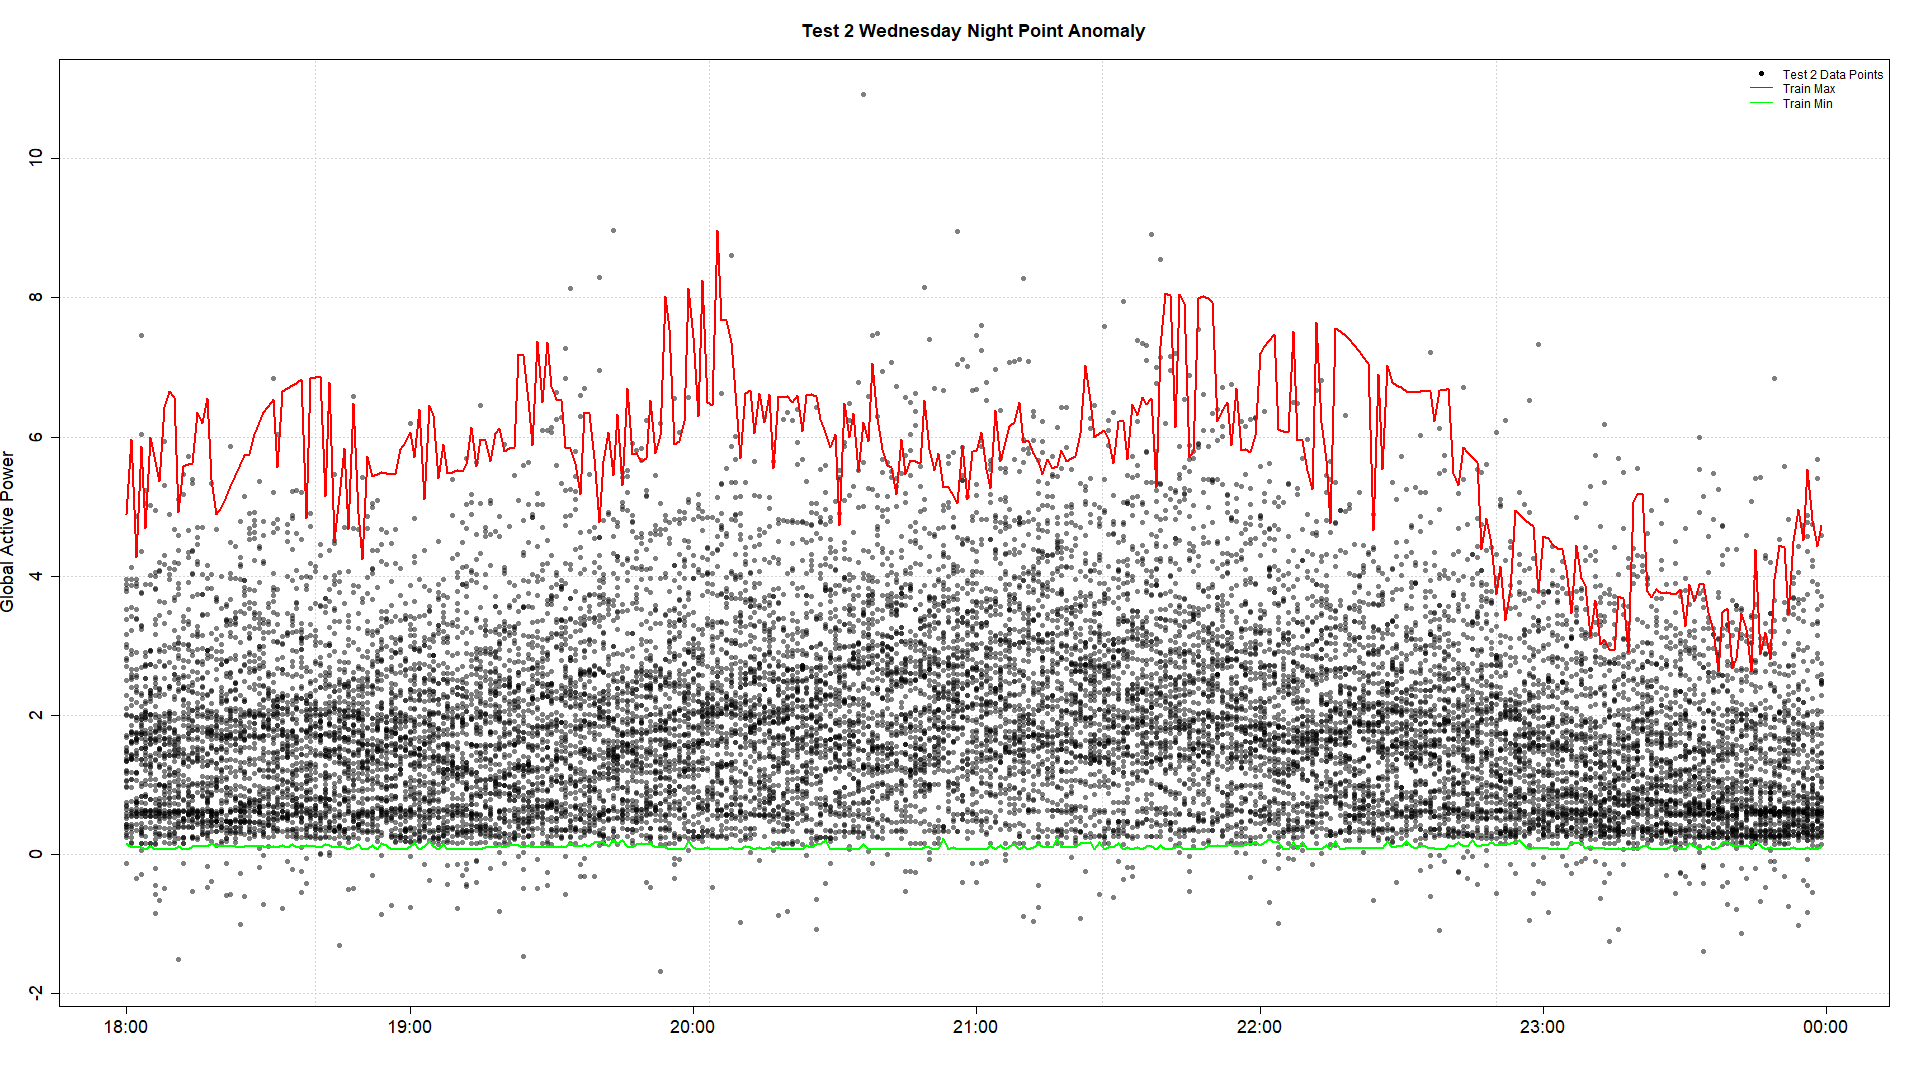 Test 2 Wednesday Night Point Anomaly
Test 2 Data Points
Train Max
Train Min
Global Active Power
10
8
6
4
2
0
-2
18:00 19:00 20:00 21:00 22:00 23:00 00:00